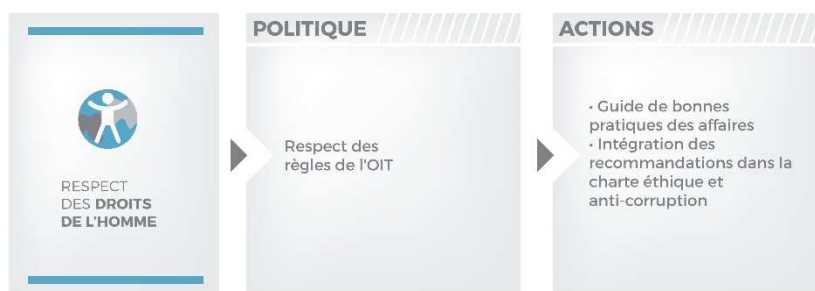 RESPECT
DES DROITS
DE L'HOMME
POLITIQUE
Respect des
règles de l'OIT
ACTIONS
• Guide de bonnes
pratiques des affaires
• Intégration des
recommandations dans la
charte éthique et
anti-corruption